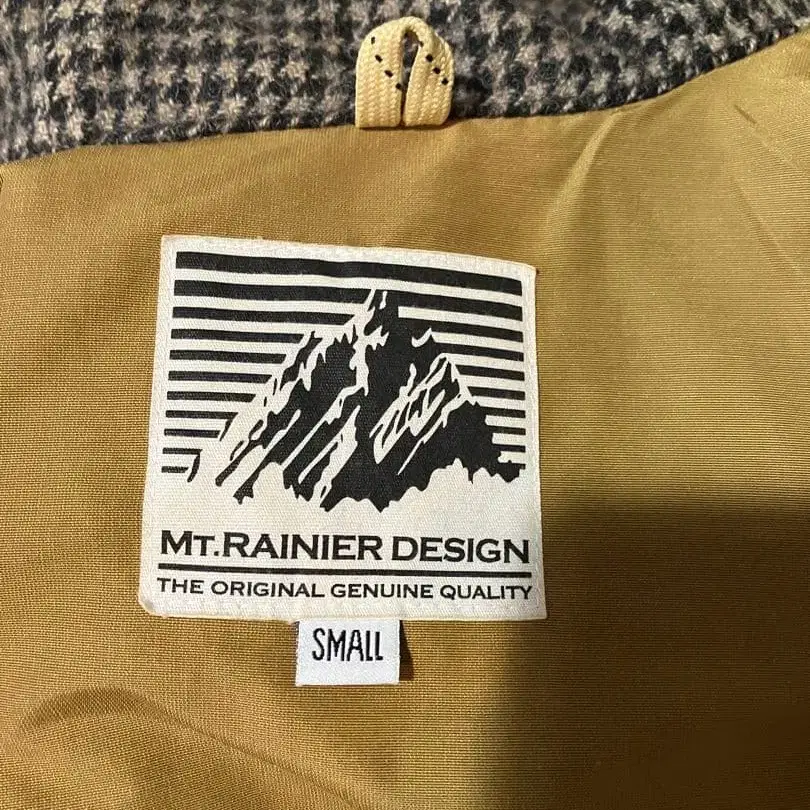 MT.RAINIER DESIGN
THE ORIGINAL GENUINE QUALITY
SMALL